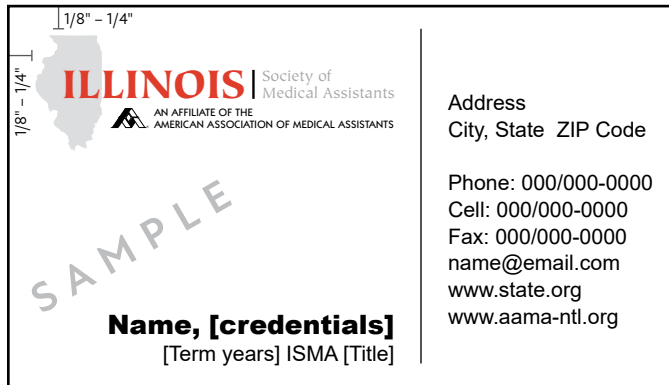 1/8" – 1/4"
1/8" – 1/4"
ILLINOIS
Society of
Medical Assistants
AN AFFILIATE OF THE
AMERICAN ASSOCIATION OF MEDICAL ASSISTANTS
SAMPLE
Name, [credentials]
[Term years] ISMA [Title]
Address
City, State  ZIP Code
Phone: 000/000-0000
Cell: 000/000-0000
Fax: 000/000-0000
name@email.com
www.state.org
www.aama-ntl.org